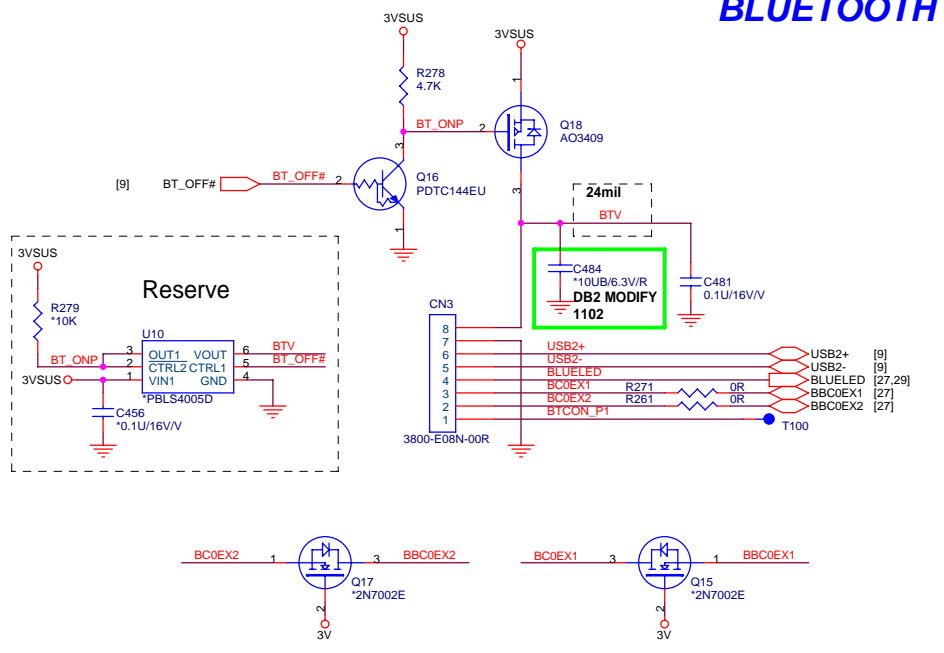 BLUETOOTH
3VSUS
3VSUS
R278
4.7K
1
BT_ONP
2
Q18
AO3409
3
3
[9]
BT_OFF#
BT_OFF#
2
Q16
PDTC144EU
1
24mil
BTV
C484
*10UB/6.3V/R
DB2 MODIFY
1102
C481
0.1U/16V/V
3VSUS
Reserve
R279
*10K
U10
BT_ONP
3
OUT1
VOUT
6
BTV
2
CTRL2
CTRL1
5
BT_OFF#
3VSUS
1
VIN1
GND
4
*PBLS4005D
C456
*0.1U/16V/V
CN3
8
7
6
USB2+
USB2+
[9]
5
USB2-
USB2-
[9]
4
BLUELED
BLUELED
[27,29]
3
BC0EX1
R271
0R
BBC0EX1
[27]
2
BC0EX2
R261
0R
BBC0EX2
[27]
1
BTCON_P1
T100
3800-E08N-00R
BC0EX2
1
3
BBC0EX2
Q17
*2N7002E
2
3V
BC0EX1
3
1
BBC0EX1
Q15
*2N7002E
2
3V